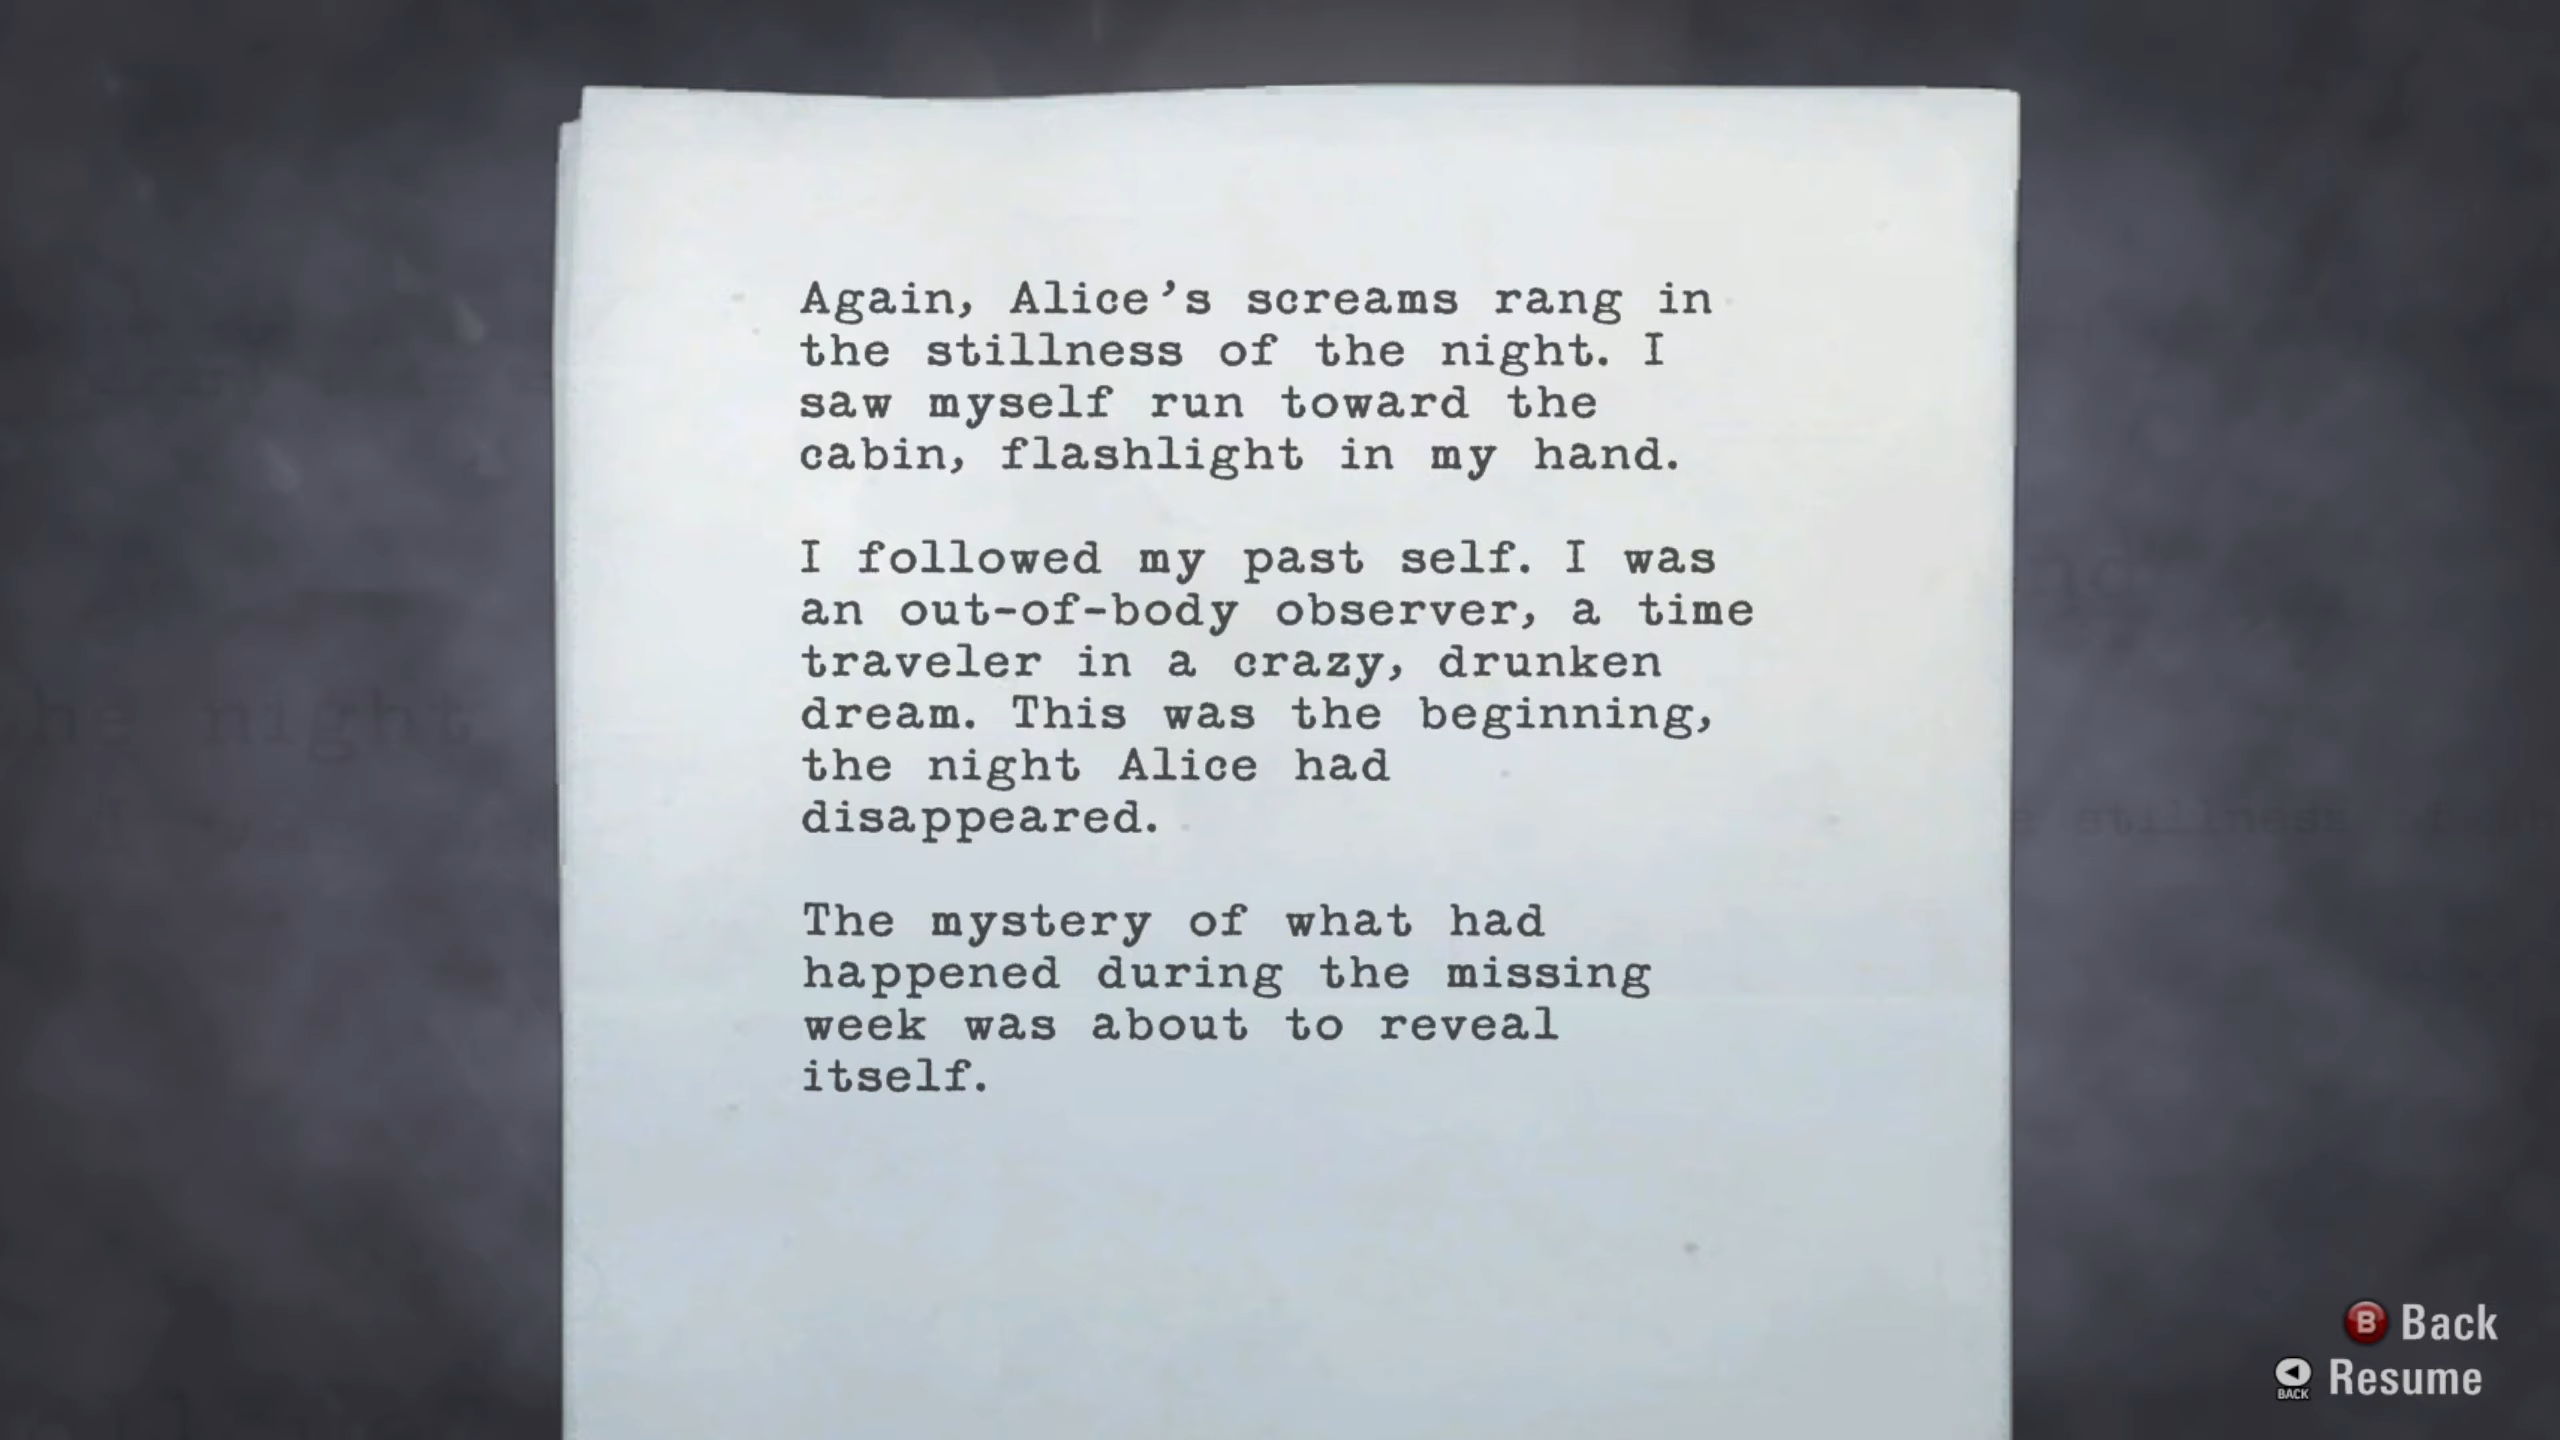 Again, Alice’s screams rang in
the stillness of the night. I
saw myself run toward the
cabin, flashlight in my hand.
I followed my past self. I was
an out-of-body observer, a time
traveler in a crazy, drunken
dream. This was the beginning,
the night Alice had
disappeared.
The mystery of what had
happened during the missing
week was about to reveal
itself.
he night
stillness
B Back
BACK Resume